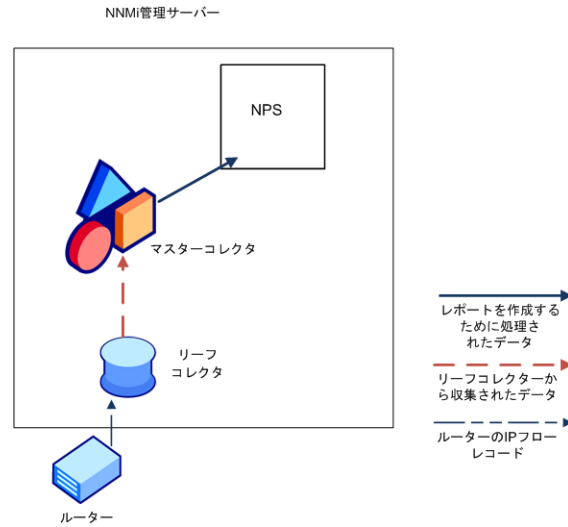 NNMi管理サーバー
NPS
マスターコレクタ
リーフ
コレクタ
ルーター
レポートを作成する
ために処理さ
れたデータ
リーフコレクターか
ら収集されたデータ
ルーターのIPフロー
レコード